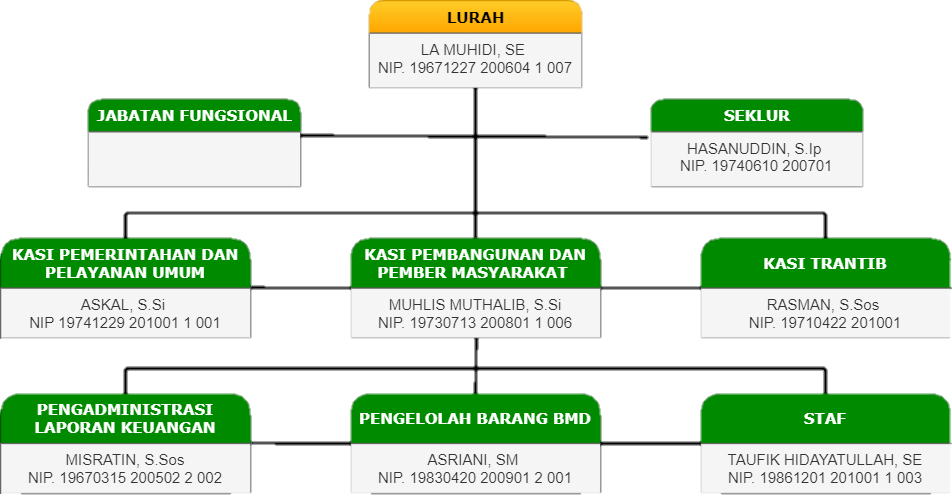 LURAH
LA MUHIDI, SE
NIP. 19671227 200604 1 007
JABATAN FUNGSIONAL
SEKLUR
HASANUDDIN, S.Ip
NIP. 19740610 200701
KASI PEMERINTAHAN DAN
PELAYANAN UMUM
ASKAL, S.Si
NIP 19741229 201001 1 001
KASI PEMBANGUNAN DAN
PEMBER MASYARAKAT
MUHLIS MUTHALIB, S.Si
NIP. 19730713 200801 1 006
KASI TRANTIB
RASMAN, S.Sos
NIP. 19710422 201001
PENGADMINISTRASI
LAPORAN KEUANGAN
MISRATIN, S.Sos
NIP. 19670315 200502 2 002
PENGELOLAH BARANG BMD
ASRIANI, SM
NIP. 19830420 200901 2 001
STAF
TAUFIK HIDAYATULLAH, SE
NIP. 19861201 201001 1 003